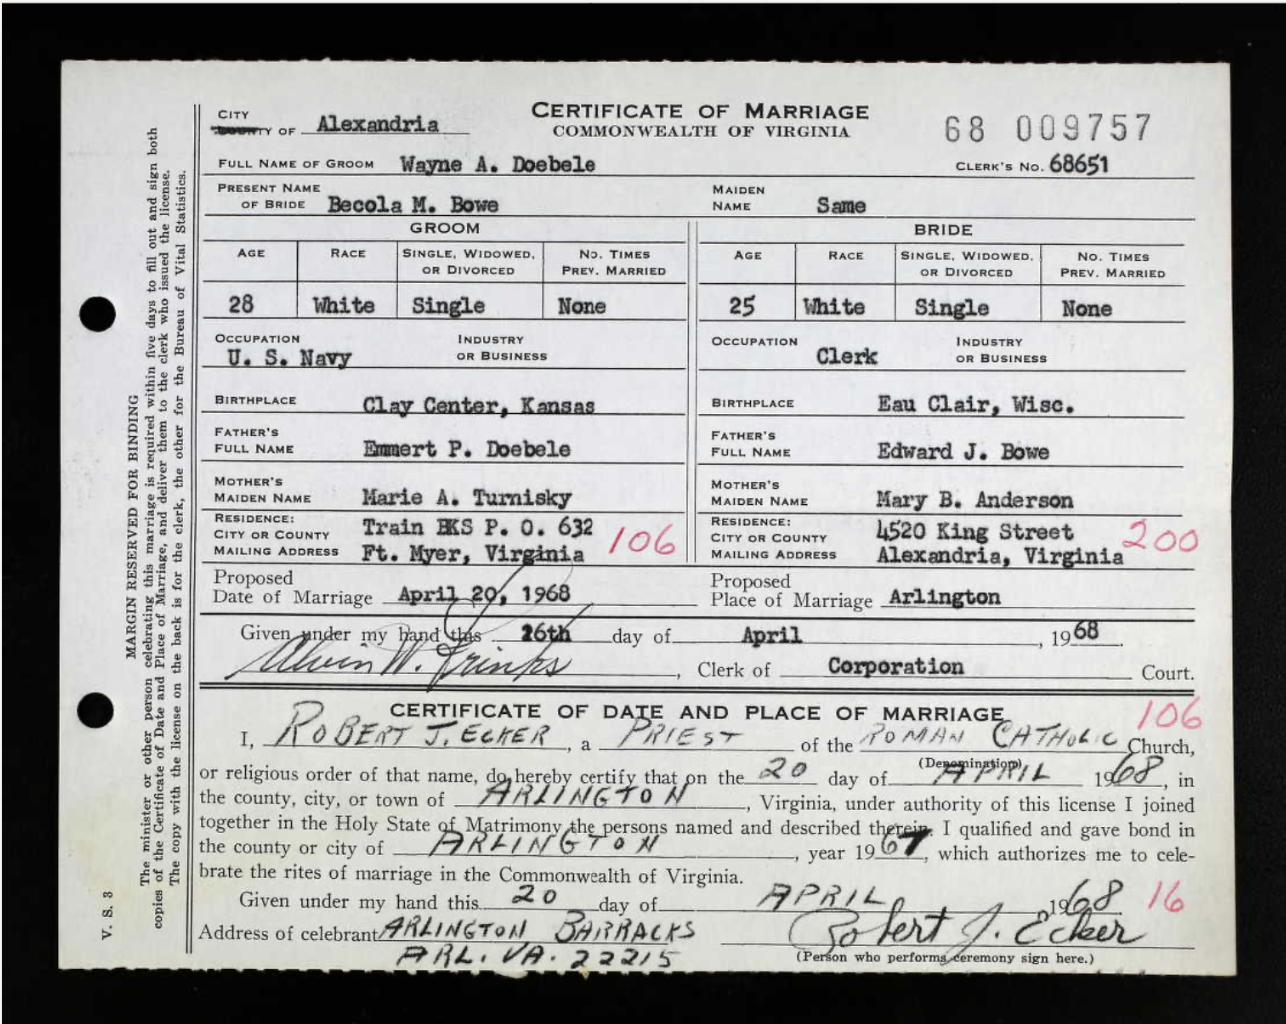 CERTIFICATE OF MARRIAGE
COMMONWEALTH OF VIRGINIA
CITY
OF Alexandria
68 009757
FULL NAME OF GROOM Wayne A. Doebele
CLERK'S No. 68651
PRESENT NAME
OF BRIDE Becola M. Bowe
MAIDEN
NAME Same
GROOM
AGE RACE SINGLE, WIDOWED, OR DIVORCED NO. TIMES PREV. MARRIED
28 White Single None
OCCUPATION INDUSTRY OR BUSINESS
U. S. Navy
BIRTHPLACE Clay Center, Kansas
FATHER'S
FULL NAME Emmert P. Doebele
MOTHER'S
MAIDEN NAME Marie A. Turnisky
RESIDENCE: Train BKS P. O. 632
CITY OR COUNTY 106
MAILING ADDRESS Ft. Myer, Virginia
BRIDE
AGE RACE SINGLE, WIDOWED, OR DIVORCED NO. TIMES PREV. MARRIED
25 White Single None
OCCUPATION INDUSTRY OR BUSINESS
Clerk
BIRTHPLACE Eau Clair, Wisc.
FATHER'S
FULL NAME Edward J. Bowe
MOTHER'S
MAIDEN NAME Mary B. Anderson
RESIDENCE: 4520 King Street
CITY OR COUNTY 200
MAILING ADDRESS Alexandria, Virginia
Proposed
Date of Marriage April 20, 1968
Proposed
Place of Marriage Arlington
Given under my hand this 16th day of April, 1968
Alvin W. Frinks, Clerk of Corporation Court.
CERTIFICATE OF DATE AND PLACE OF MARRIAGE 106
I, ROBERT J. ECKER, a PRIEST of the ROMAN CATHOLIC Church,
(Denomination)
or religious order of that name, do hereby certify that on the 20 day of APRIL 1968, in
the county, city, or town of ARLINGTON, Virginia, under authority of this license I joined
together in the Holy State of Matrimony the persons named and described therein. I qualified and gave bond in
the county or city of ARLINGTON, year 1967, which authorizes me to cele-
brate the rites of marriage in the Commonwealth of Virginia.
Given under my hand this 20 day of APRIL 1968 16
Address of celebrant ARLINGTON BARRACKS Robert J. Ecker
ARL. VA. 22215 (Person who performs ceremony sign here.)
MARGIN RESERVED FOR BINDING
The minister or other person celebrating this marriage is required within five days to fill out and sign both
copies of the Certificate of Date and Place of Marriage, and deliver them to the clerk who issued the license.
The copy with the license on the back is for the clerk, the other for the Bureau of Vital Statistics.
V. S. 3